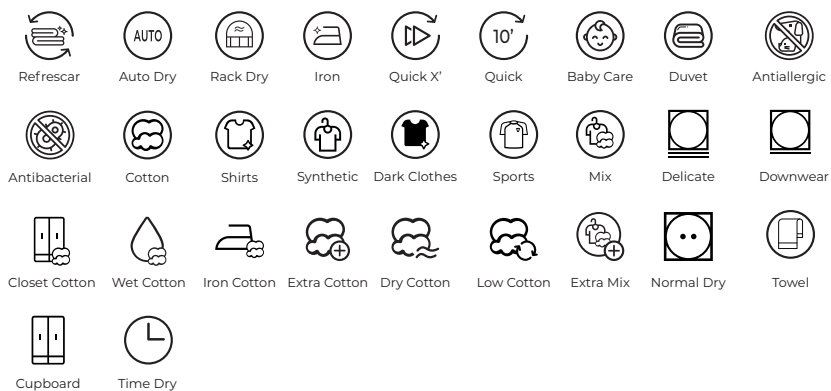 AUTO
10’
Refrescar
Auto Dry
Rack Dry
Iron
Quick X’
Quick
Baby Care
Duvet
Antiallergic
Antibacterial
Cotton
Shirts
Synthetic
Dark Clothes
Sports
Mix
Delicate
Downwear
Closet Cotton
Wet Cotton
Iron Cotton
Extra Cotton
Dry Cotton
Low Cotton
Extra Mix
Normal Dry
Towel
Cupboard
Time Dry